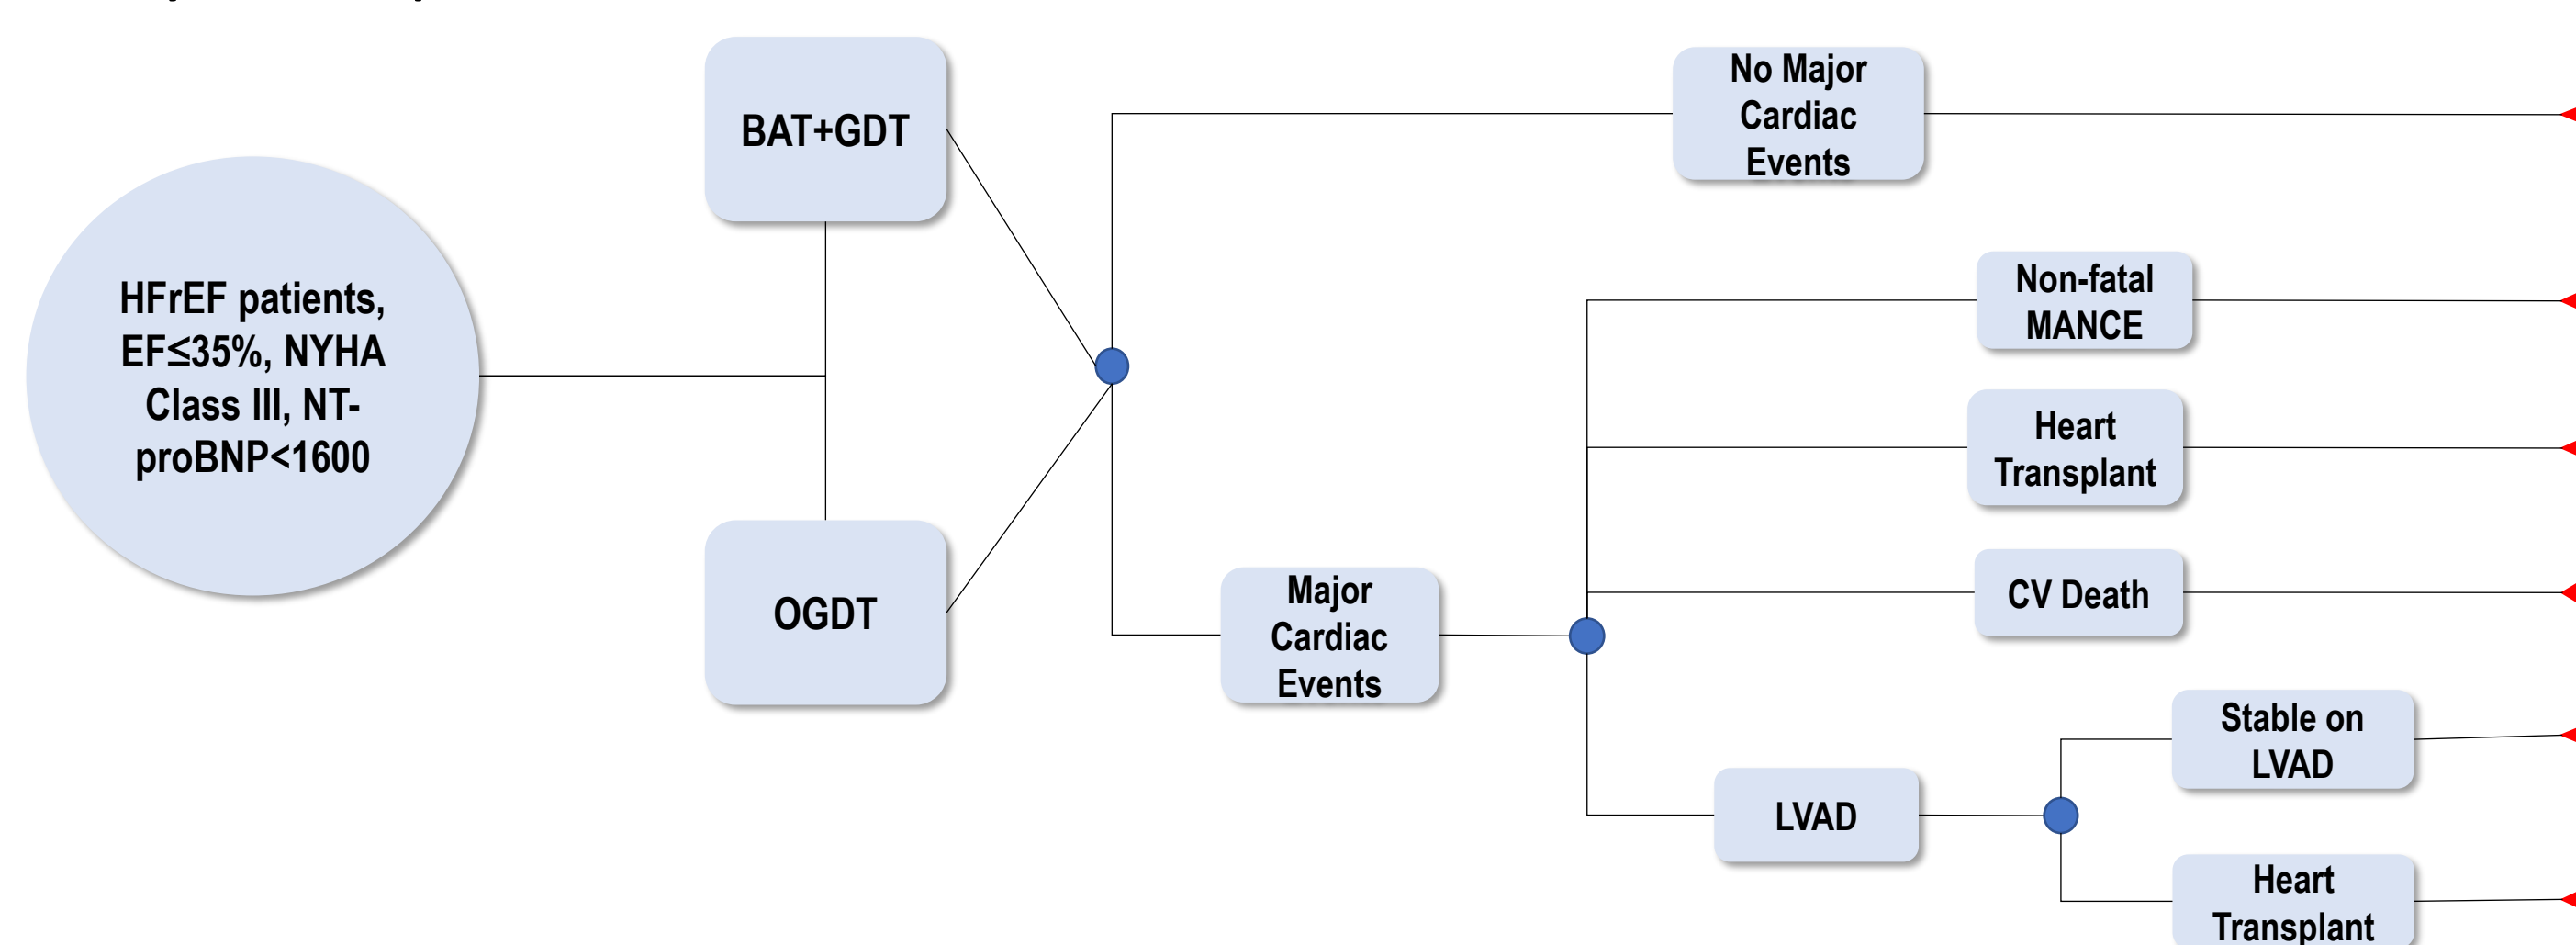 HFrEF patients,
EF≤35%, NYHA
Class III, NT-
proBNP<1600
BAT+GDT
OGDT
No Major
Cardiac
Events
Major
Cardiac
Events
Non-fatal
MANCE
Heart
Transplant
CV Death
LVAD
Stable on
LVAD
Heart
Transplant